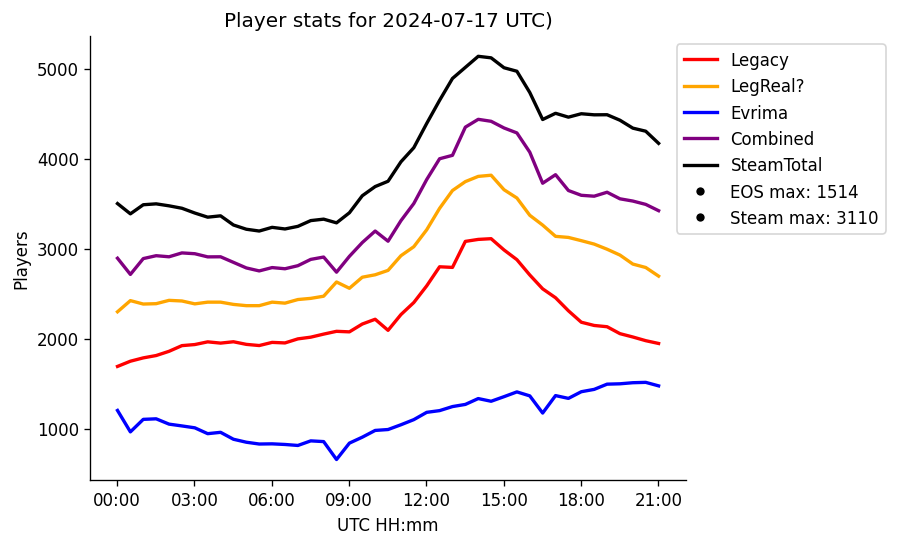 Player stats for 2024-07-17 UTC)
Legacy
LegReal?
Evrima
Combined
SteamTotal
EOS max: 1514
Steam max: 3110
Players
5000
4000
3000
2000
1000
00:00 03:00 06:00 09:00 12:00 15:00 18:00 21:00
UTC HH:mm